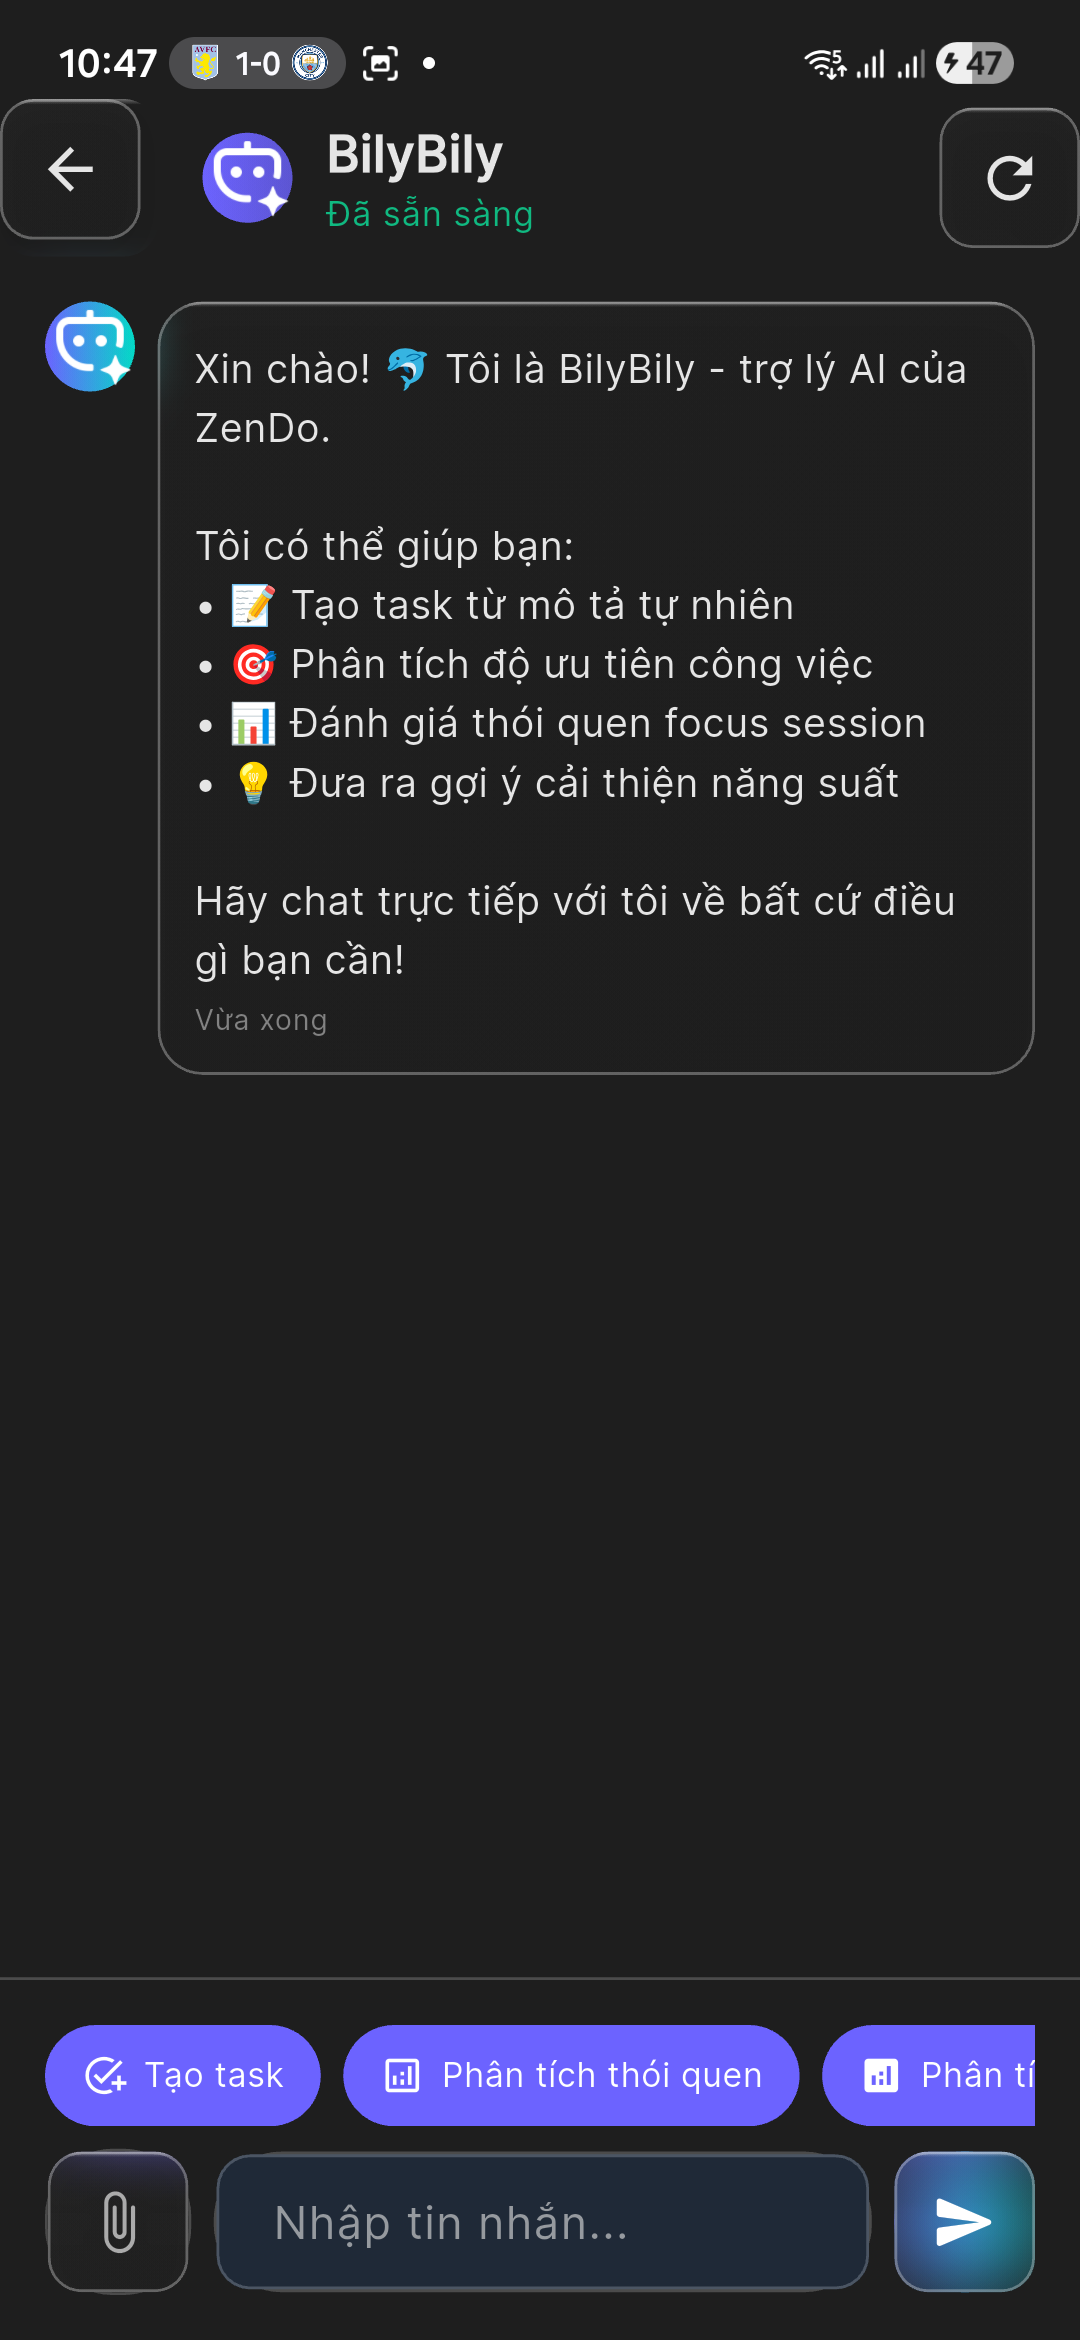 10:47 1-0 5 47
BilyBily
Đã sẵn sàng
Xin chào! 🐬 Tôi là BilyBily - trợ lý AI của
ZenDo.
Tôi có thể giúp bạn:
• 📝 Tạo task từ mô tả tự nhiên
• 🎯 Phân tích độ ưu tiên công việc
• 📊 Đánh giá thói quen focus session
• 💡 Đưa ra gợi ý cải thiện năng suất
Hãy chat trực tiếp với tôi về bất cứ điều
gì bạn cần!
Vừa xong
Tạo task Phân tích thói quen Phân tí
Nhập tin nhắn...